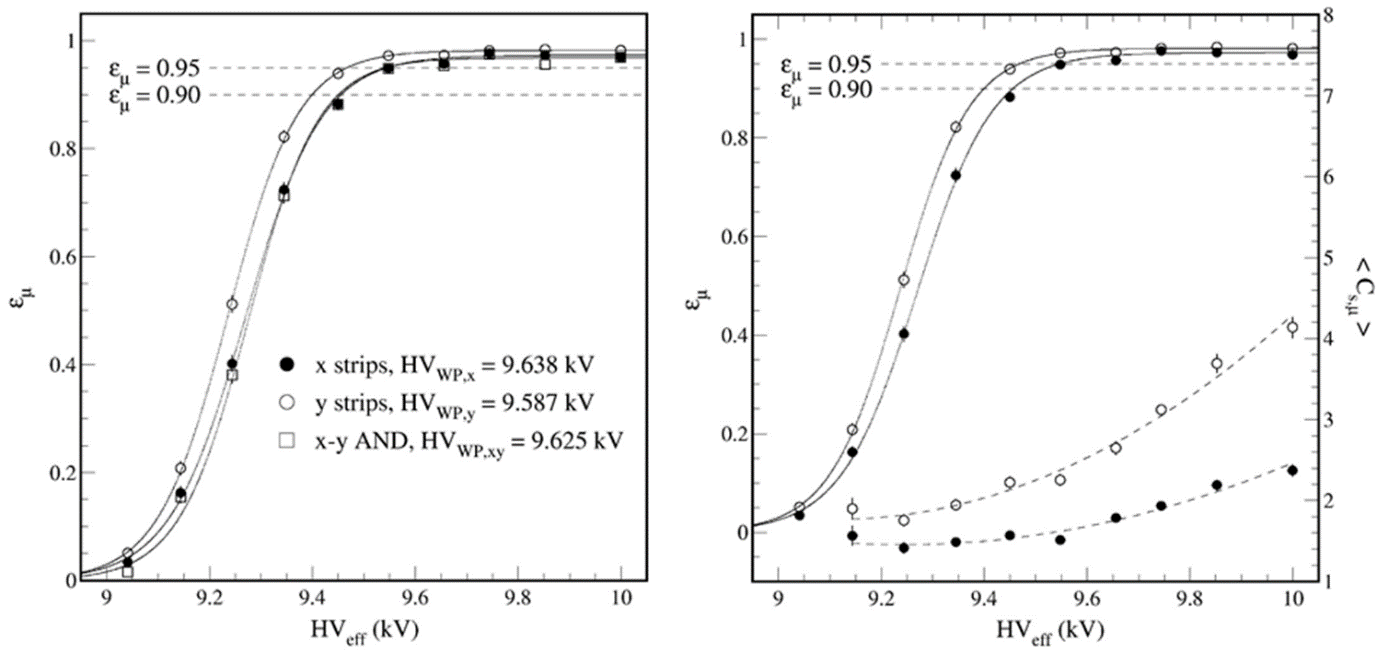 1
ε_μ = 0.95
ε_μ = 0.90
0.8
0.6
0.4
0.2
0
ε_μ
x strips, HV_WP,x = 9.638 kV
y strips, HV_WP,y = 9.587 kV
x-y AND, HV_WP,xy = 9.625 kV
9 9.2 9.4 9.6 9.8 10
HV_eff (kV)
1
ε_μ = 0.95
ε_μ = 0.90
0.8
0.6
0.4
0.2
0
ε_μ
8
7
6
5
4
3
2
1
< C_s,μ >
9 9.2 9.4 9.6 9.8 10
HV_eff (kV)